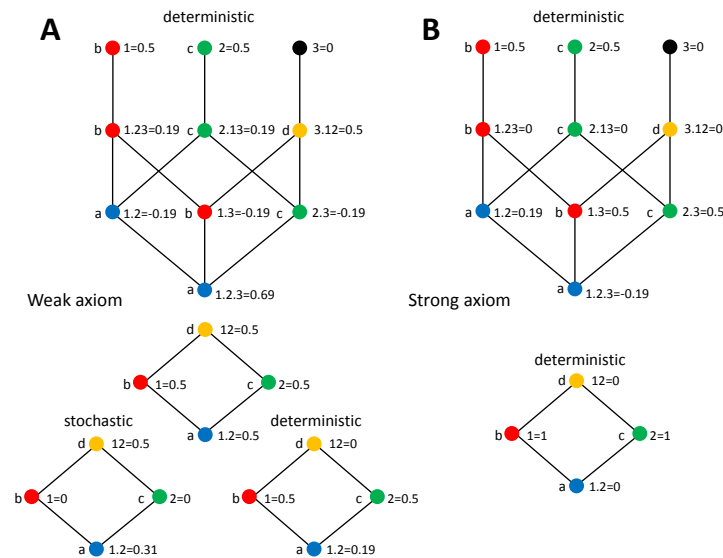 deterministic
A
b 1=0.5 c 2=0.5 3=0
b 1.23=0.19 c 2.13=0.19 d 3.12=0.5
a 1.2=-0.19 b 1.3=-0.19 c 2.3=-0.19
a 1.2.3=0.69
Weak axiom
d 12=0.5
b 1=0.5 c 2=0.5
a 1.2=0.5
stochastic
d 12=0.5
b 1=0 c 2=0
a 1.2=0.31
deterministic
d 12=0
b 1=0.5 c 2=0.5
a 1.2=0.19
B
deterministic
b 1=0.5 c 2=0.5 3=0
b 1.23=0 c 2.13=0 d 3.12=0
a 1.2=0.19 b 1.3=0.5 c 2.3=0.5
a 1.2.3=-0.19
Strong axiom
deterministic
d 12=0
b 1=1 c 2=1
a 1.2=0